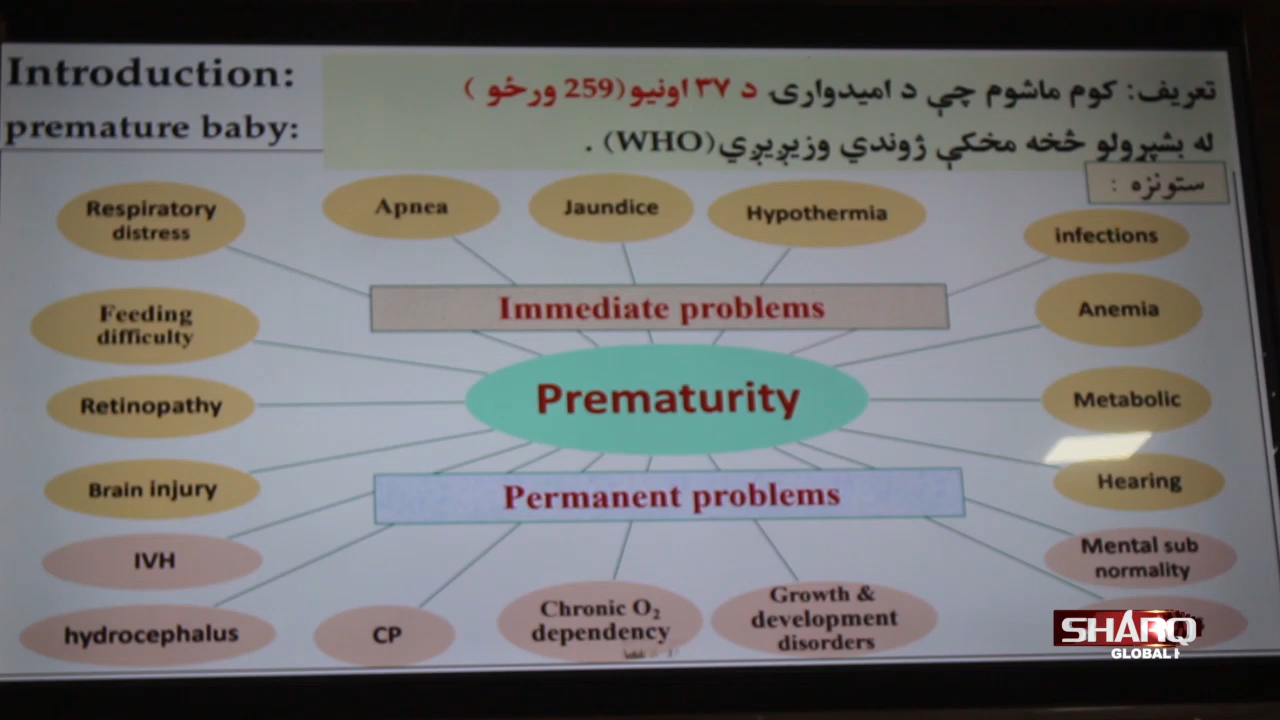 Introduction:
premature baby:
تعریف: کوم ماشوم چې د امیدواری د ۳۷ اونیو(259 ورځو )
له بشپړولو څخه مخکې ژوندي وزیږیږي(WHO) .
ستونزه :
Respiratory
distress
Apnea
Jaundice
Hypothermia
infections
Immediate problems
Feeding
difficulty
Anemia
Prematurity
Retinopathy
Metabolic
Brain injury
Permanent problems
Hearing
IVH
Mental sub
normality
hydrocephalus
CP
Chronic O₂
dependency
Growth &
development
disorders
SHARQ
GLOBAL